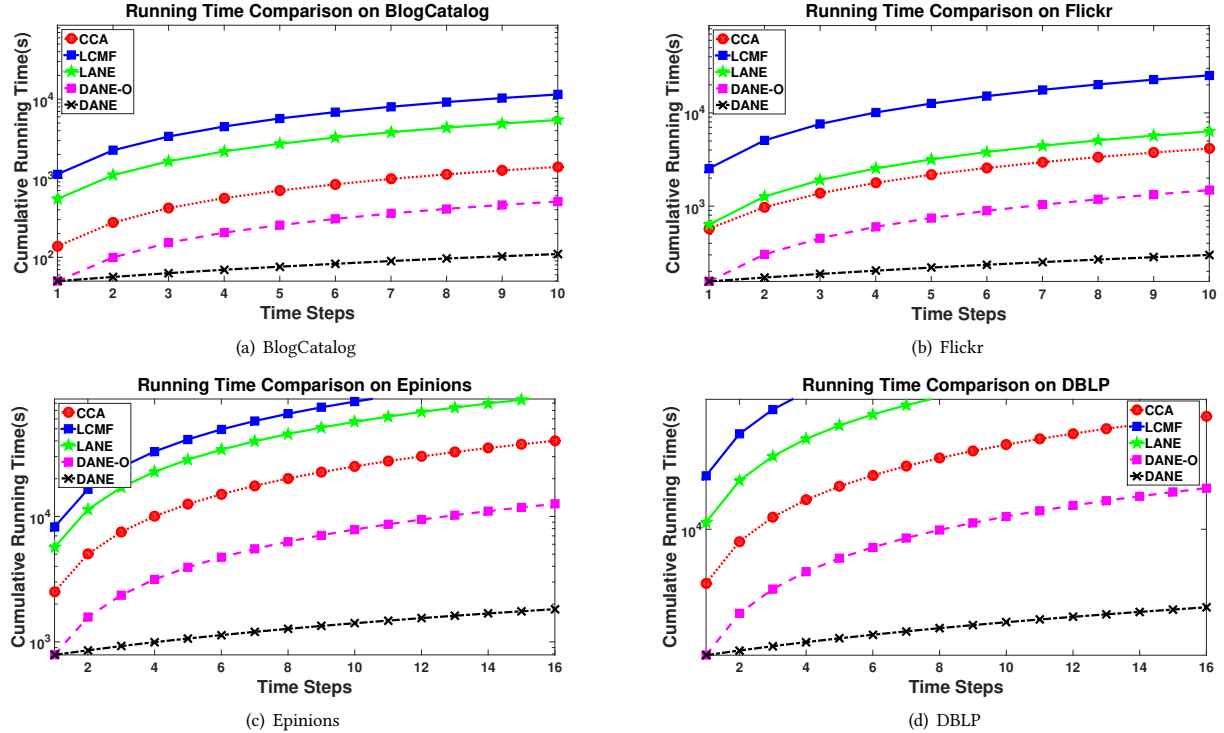 Running Time Comparison on BlogCatalog
Cumulative Running Time(s)
10^4
10^3
10^2
CCA
LCMF
LANE
DANE-O
DANE
1 2 3 4 5 6 7 8 9 10
Time Steps
(a) BlogCatalog
Running Time Comparison on Flickr
Cumulative Running Time(s)
10^4
10^3
CCA
LCMF
LANE
DANE-O
DANE
1 2 3 4 5 6 7 8 9 10
Time Steps
(b) Flickr
Running Time Comparison on Epinions
Cumulative Running Time(s)
10^4
10^3
CCA
LCMF
LANE
DANE-O
DANE
2 4 6 8 10 12 14 16
Time Steps
(c) Epinions
Running Time Comparison on DBLP
Cumulative Running Time(s)
10^4
CCA
LCMF
LANE
DANE-O
DANE
2 4 6 8 10 12 14 16
Time Steps
(d) DBLP